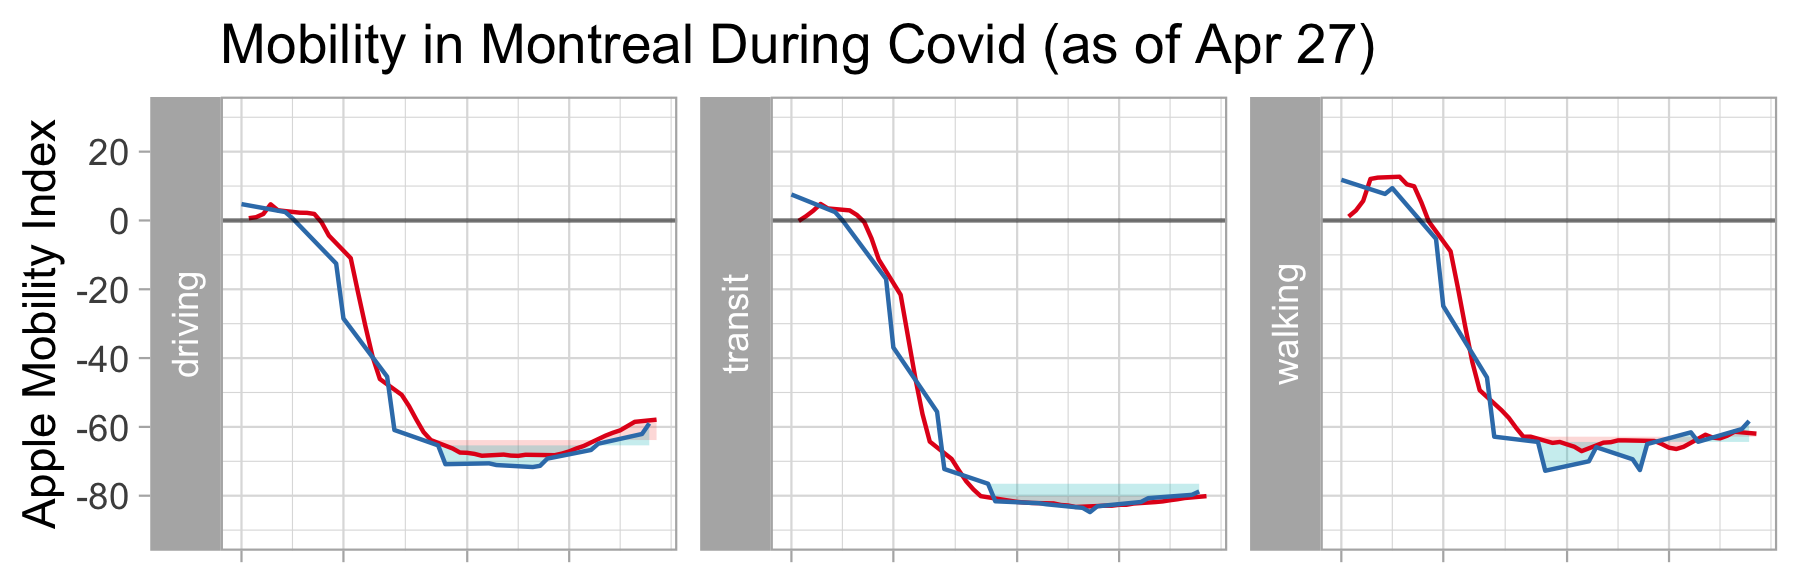 Mobility in Montreal During Covid (as of Apr 27)
Apple Mobility Index
20
0
-20
-40
-60
-80
driving
transit
walking